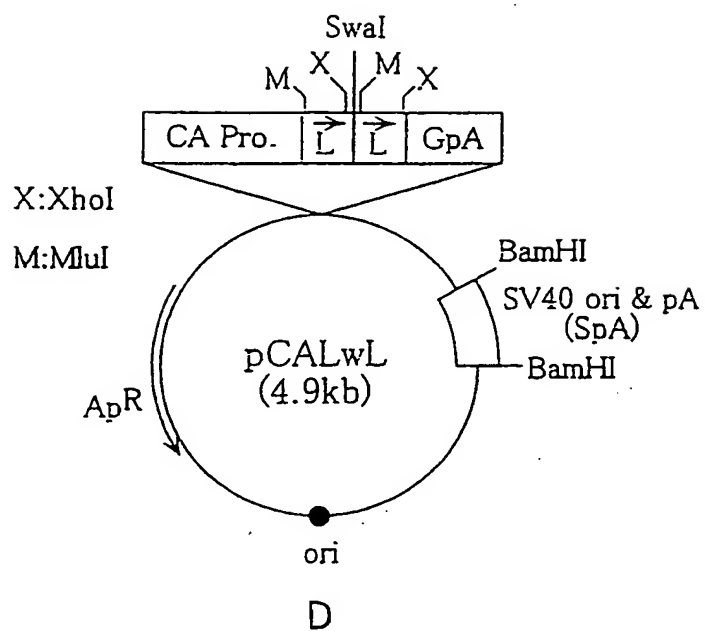 SwaI
M X M X
CA Pro. L L GpA
X:XhoI
M:MluI
BamHI
SV40 ori & pA
(SpA)
BamHI
pCALwL
(4.9kb)
ApR
ori
D